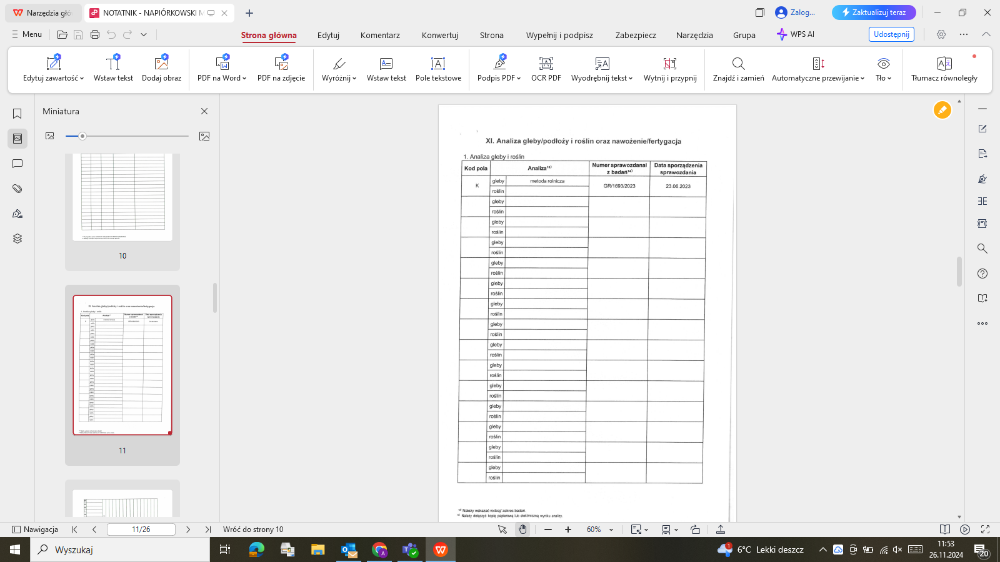 Narzędzia głó
NOTATNIK - NAPIÓRKOWSKI M
Zalog...
Zaktualizuj teraz
Menu
Strona główna
Edytuj
Komentarz
Konwertuj
Strona
Wypełnij i podpisz
Zabezpiecz
Narzędzia
Grupa
WPS AI
Udostępnij
Edytuj zawartość
Wstaw tekst
Dodaj obraz
PDF na Word
PDF na zdjęcie
Wyróżnij
Wstaw tekst
Pole tekstowe
Podpis PDF
OCR PDF
Wyodrębnij tekst
Wytnij i przypnij
Znajdź i zamień
Automatyczne przewijanie
Tło
Tłumacz równoległy
Miniatura
10
11
XI. Analiza gleby/podłoży i roślin oraz nawożenie/fertygacja
1. Analiza gleby i roślin
Kod pola Analiza¹³⁾ Numer sprawozdanai z badań¹⁴⁾ Data sporządzenia sprawozdania
K gleby metoda rolnicza GR/1693/2023 23.06.2023
roślin
gleby
roślin
gleby
roślin
gleby
roślin
gleby
roślin
gleby
roślin
gleby
roślin
gleby
roślin
gleby
roślin
gleby
roślin
gleby
roślin
gleby
roślin
gleby
roślin
gleby
roślin
gleby
roślin
¹³⁾ Należy wskazać rodzaj/ zakres badań.
¹⁴⁾ Należy dołączyć kopię papierową lub elektroniczną wyniku analizy.
Nawigacja
11/26
Wróć do strony 10
60%
Wyszukaj
1
6°C Lekki deszcz
11:53
26.11.2024
20